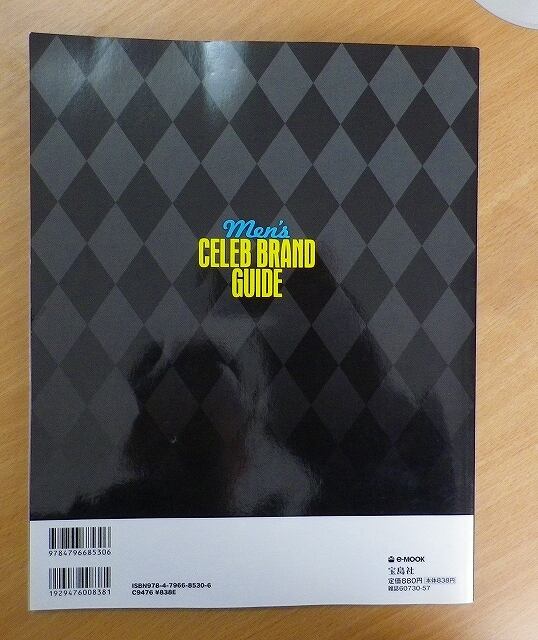 Men's
CELEB BRAND
GUIDE
9784796685306
1929476008381
ISBN978-4-7966-8530-6
C9476 ¥838E
e-MOOK
宝島社
定価880円 本体838円
雑誌60730-57